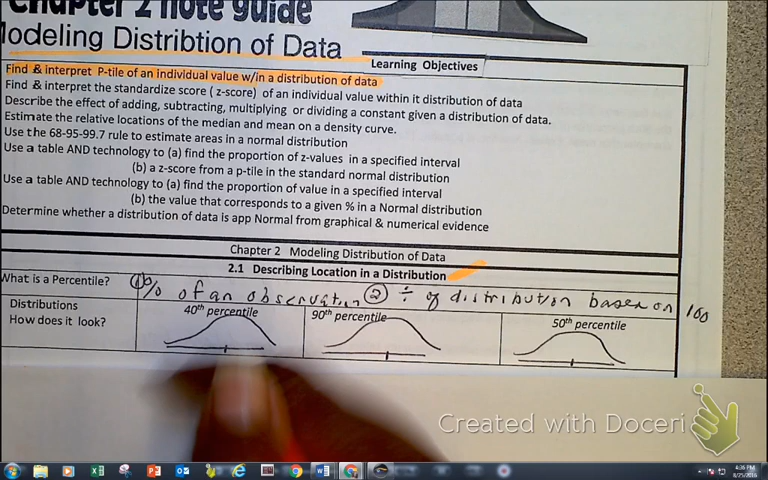 Chapter 2 note guide
Modeling Distribtion of Data
Learning Objectives
Find & interpret P-tile of an individual value w/in a distribution of data
Find & interpret the standardize score ( z-score) of an individual value within it distribution of data
Describe the effect of adding, subtracting, multiplying or dividing a constant given a distribution of data.
Estimate the relative locations of the median and mean on a density curve.
Use the 68-95-99.7 rule to estimate areas in a normal distribution
Use a table AND technology to (a) find the proportion of z-values in a specified interval
(b) a z-score from a p-tile in the standard normal distribution
Use a table AND technology to (a) find the proportion of value in a specified interval
(b) the value that corresponds to a given % in a Normal distribution
Determine whether a distribution of data is app Normal from graphical & numerical evidence
Chapter 2 Modeling Distribution of Data
2.1 Describing Location in a Distribution
What is a Percentile? ① % of an observation ② ÷ of distribution based on 100
Distributions
How does it look?
40th percentile
90th percentile
50th percentile
Created with Doceri
4:36 PM
8/25/2016